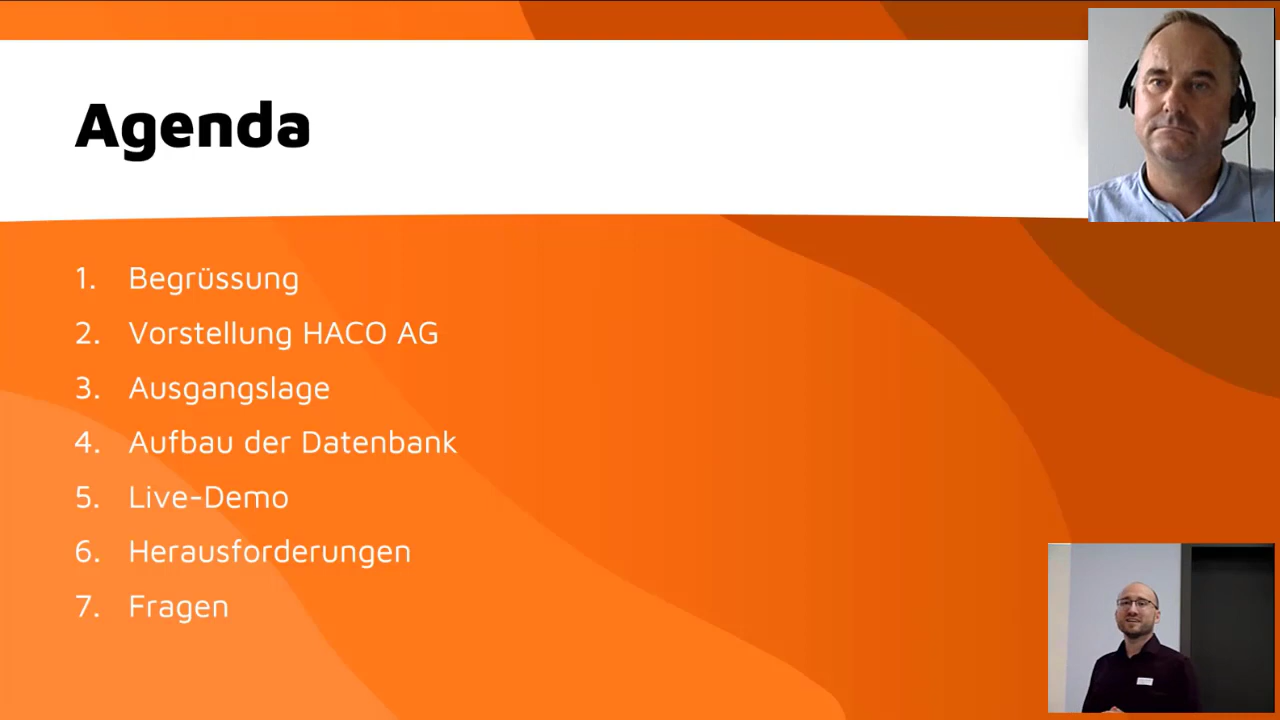 Agenda
1. Begrüssung
2. Vorstellung HACO AG
3. Ausgangslage
4. Aufbau der Datenbank
5. Live-Demo
6. Herausforderungen
7. Fragen